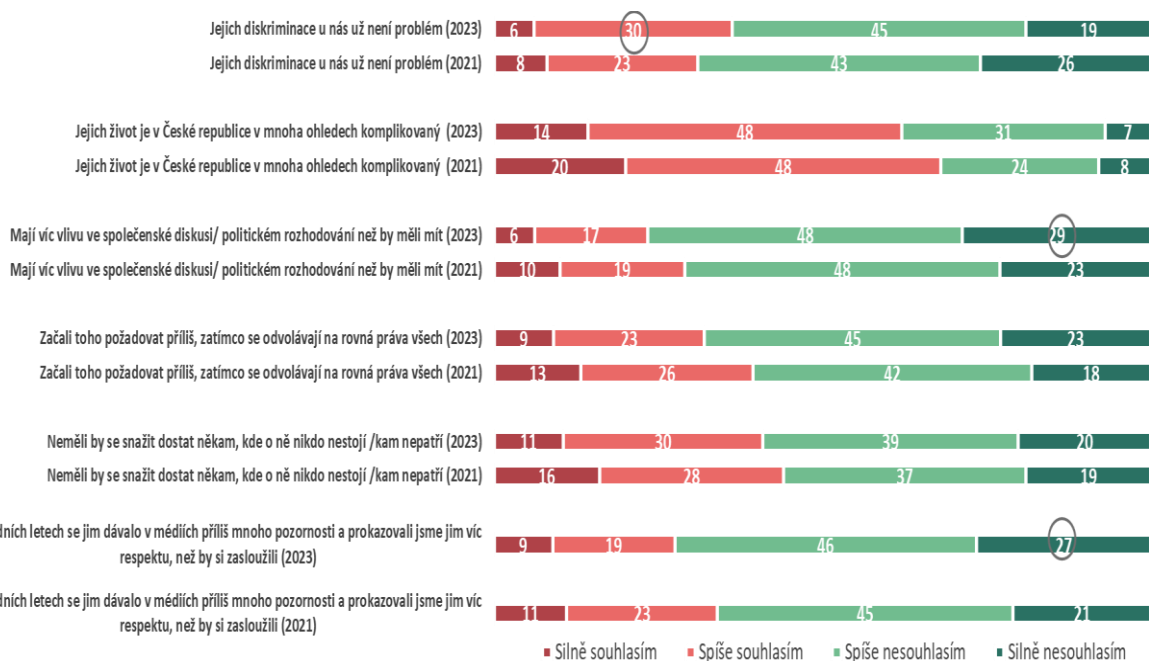 Jejich diskriminace u nás už není problém (2023)
6 30 45 19
Jejich diskriminace u nás už není problém (2021)
8 23 43 26
Jejich život je v České republice v mnoha ohledech komplikovaný (2023)
14 48 31 7
Jejich život je v České republice v mnoha ohledech komplikovaný (2021)
20 48 24 8
Mají víc vlivu ve společenské diskusi/ politickém rozhodování než by měli mít (2023)
6 17 48 29
Mají víc vlivu ve společenské diskusi/ politickém rozhodování než by měli mít (2021)
10 19 48 23
Začali toho požadovat příliš, zatímco se odvolávají na rovná práva všech (2023)
9 23 45 23
Začali toho požadovat příliš, zatímco se odvolávají na rovná práva všech (2021)
13 26 42 18
Neměli by se snažit dostat někam, kde o ně nikdo nestojí /kam nepatří (2023)
11 30 39 20
Neměli by se snažit dostat někam, kde o ně nikdo nestojí /kam nepatří (2021)
16 28 37 19
letech se jim dávalo v médiích příliš mnoho pozornosti a prokazovali jsme jim víc
respektu, než by si zasloužili (2023)
9 19 46 27
letech se jim dávalo v médiích příliš mnoho pozornosti a prokazovali jsme jim víc
respektu, než by si zasloužili (2021)
11 23 45 21
Silně souhlasím Spíše souhlasím Spíše nesouhlasím Silně nesouhlasím